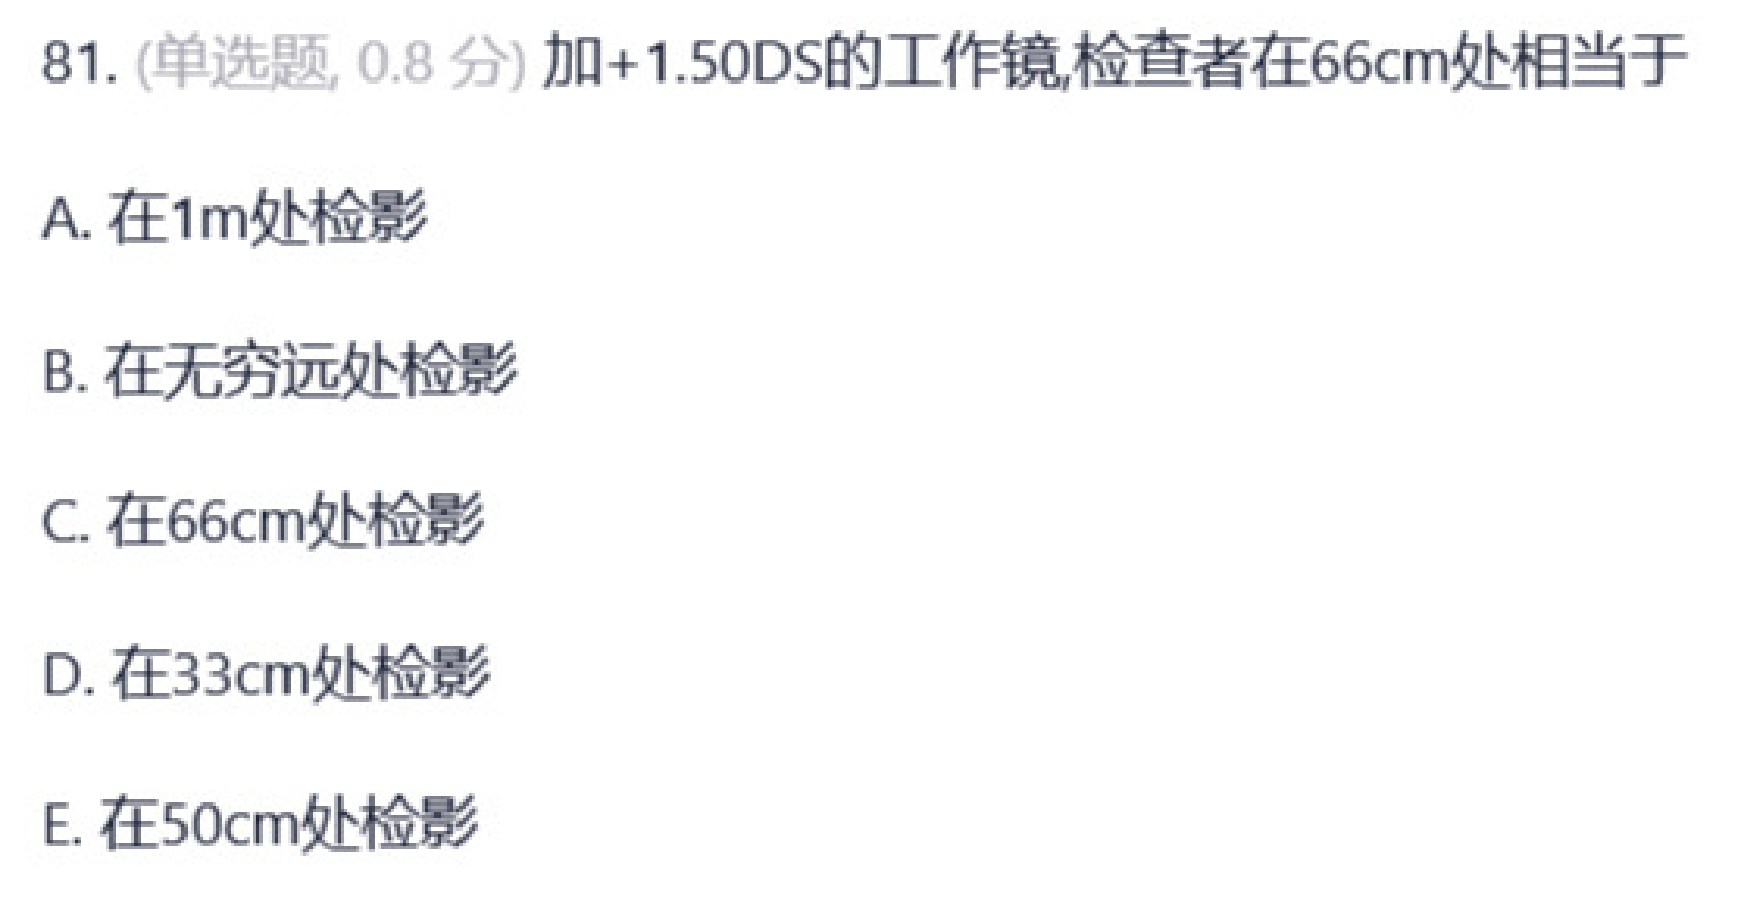 81. (单选题, 0.8 分) 加+1.50DS的工作镜,检查者在66cm处相当于
A. 在1m处检影
B. 在无穷远处检影
C. 在66cm处检影
D. 在33cm处检影
E. 在50cm处检影